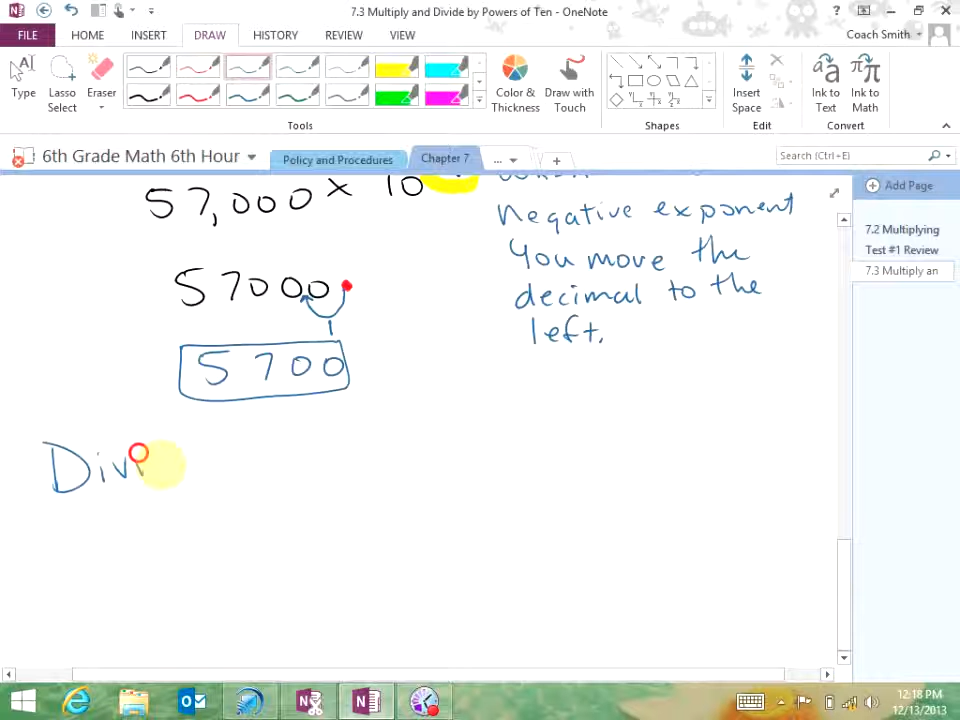 7.3 Multiply and Divide by Powers of Ten - OneNote
FILE HOME INSERT DRAW HISTORY REVIEW VIEW
Coach Smith
Type
Lasso Select
Eraser
Color & Thickness
Draw with Touch
Insert Space
Ink to Text
Ink to Math
Tools
Shapes
Edit
Convert
6th Grade Math 6th Hour
Policy and Procedures
Chapter 7
...
Search (Ctrl+E)
57,000 × 10
Negative exponent
You move the
decimal to the
left.
57000.
1
5700
Div
Add Page
7.2 Multiplying
Test #1 Review
7.3 Multiply an
12:18 PM
12/13/2013